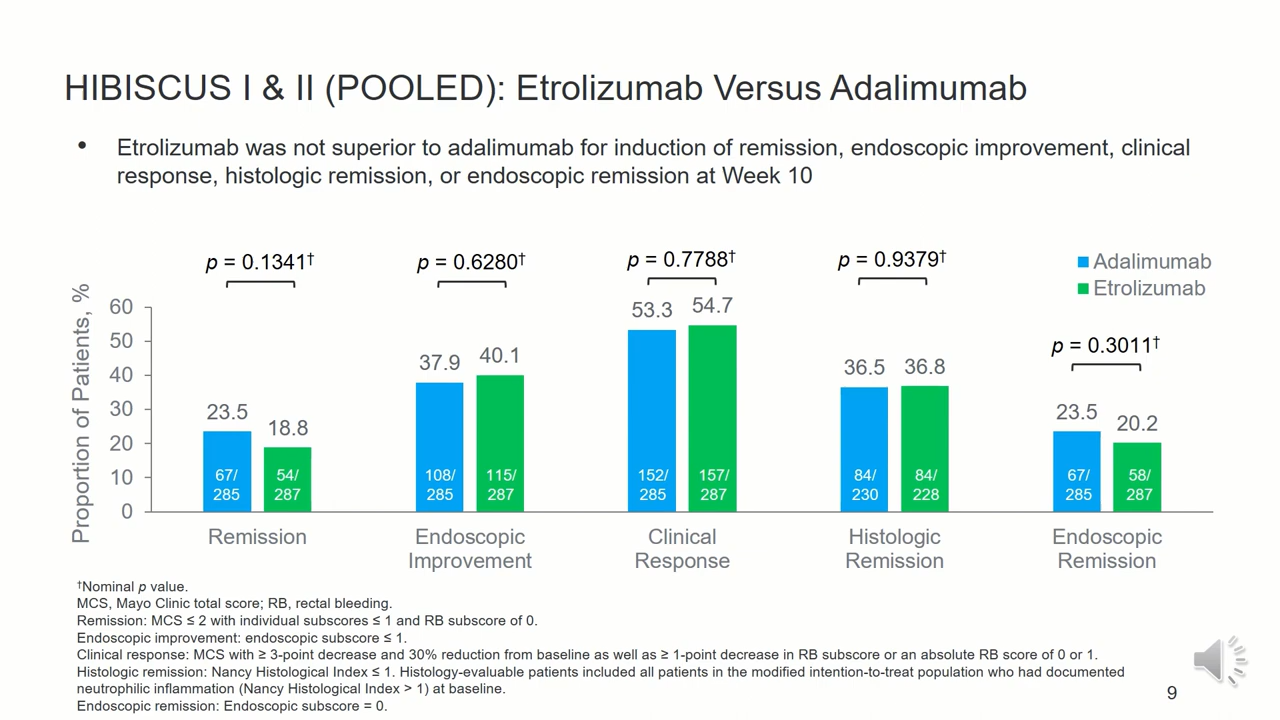 HIBISCUS I & II (POOLED): Etrolizumab Versus Adalimumab
• Etrolizumab was not superior to adalimumab for induction of remission, endoscopic improvement, clinical
response, histologic remission, or endoscopic remission at Week 10
p = 0.1341†
p = 0.6280†
p = 0.7788†
p = 0.9379†
p = 0.3011†
Adalimumab
Etrolizumab
Proportion of Patients, %
60
50
40
30
20
10
0
23.5
18.8
37.9
40.1
53.3
54.7
36.5
36.8
23.5
20.2
67/
285
54/
287
108/
285
115/
287
152/
285
157/
287
84/
230
84/
228
67/
285
58/
287
Remission
Endoscopic
Improvement
Clinical
Response
Histologic
Remission
Endoscopic
Remission
†Nominal p value.
MCS, Mayo Clinic total score; RB, rectal bleeding.
Remission: MCS ≤ 2 with individual subscores ≤ 1 and RB subscore of 0.
Endoscopic improvement: endoscopic subscore ≤ 1.
Clinical response: MCS with ≥ 3-point decrease and 30% reduction from baseline as well as ≥ 1-point decrease in RB subscore or an absolute RB score of 0 or 1.
Histologic remission: Nancy Histological Index ≤ 1. Histology-evaluable patients included all patients in the modified intention-to-treat population who had documented
neutrophilic inflammation (Nancy Histological Index > 1) at baseline.
Endoscopic remission: Endoscopic subscore = 0.
9